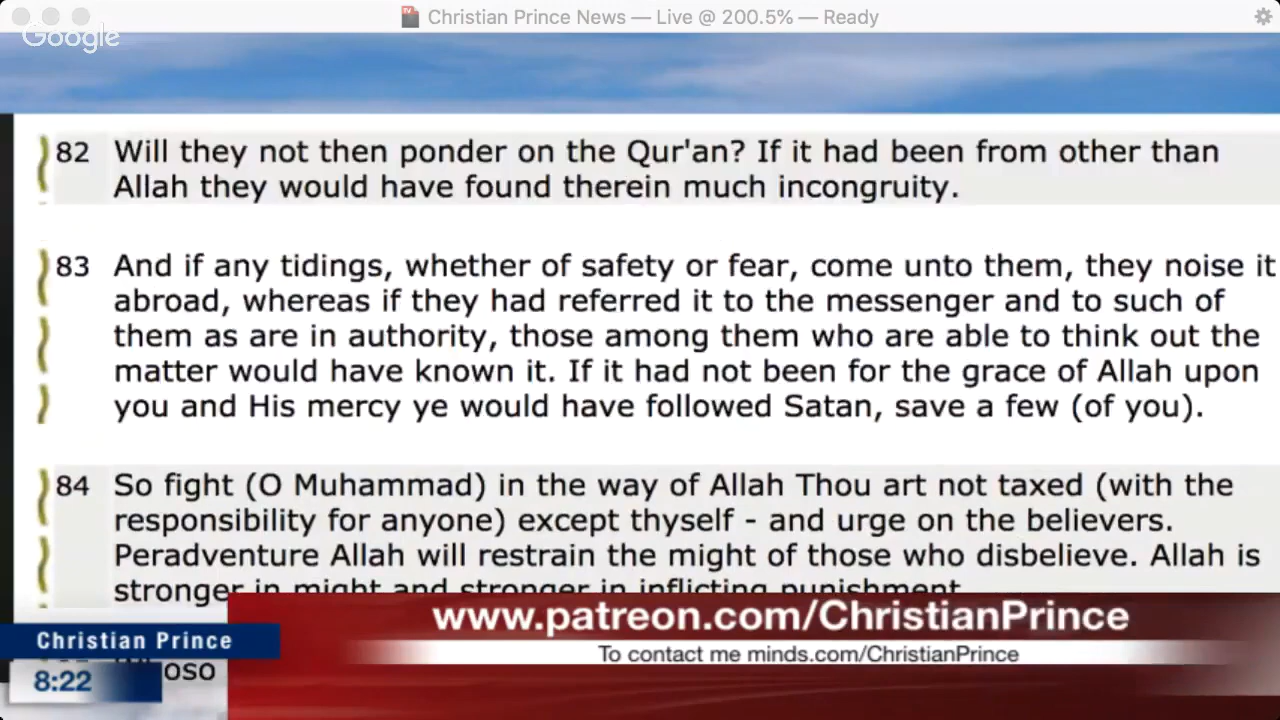 Christian Prince News — Live @ 200.5% — Ready
Google
82 Will they not then ponder on the Qur'an? If it had been from other than
Allah they would have found therein much incongruity.
83 And if any tidings, whether of safety or fear, come unto them, they noise it
abroad, whereas if they had referred it to the messenger and to such of
them as are in authority, those among them who are able to think out the
matter would have known it. If it had not been for the grace of Allah upon
you and His mercy ye would have followed Satan, save a few (of you).
84 So fight (O Muhammad) in the way of Allah Thou art not taxed (with the
responsibility for anyone) except thyself - and urge on the believers.
Peradventure Allah will restrain the might of those who disbelieve. Allah is
stronger in might and stronger in inflicting punishment.
www.patreon.com/ChristianPrince
Christian Prince
To contact me minds.com/ChristianPrince
8:22